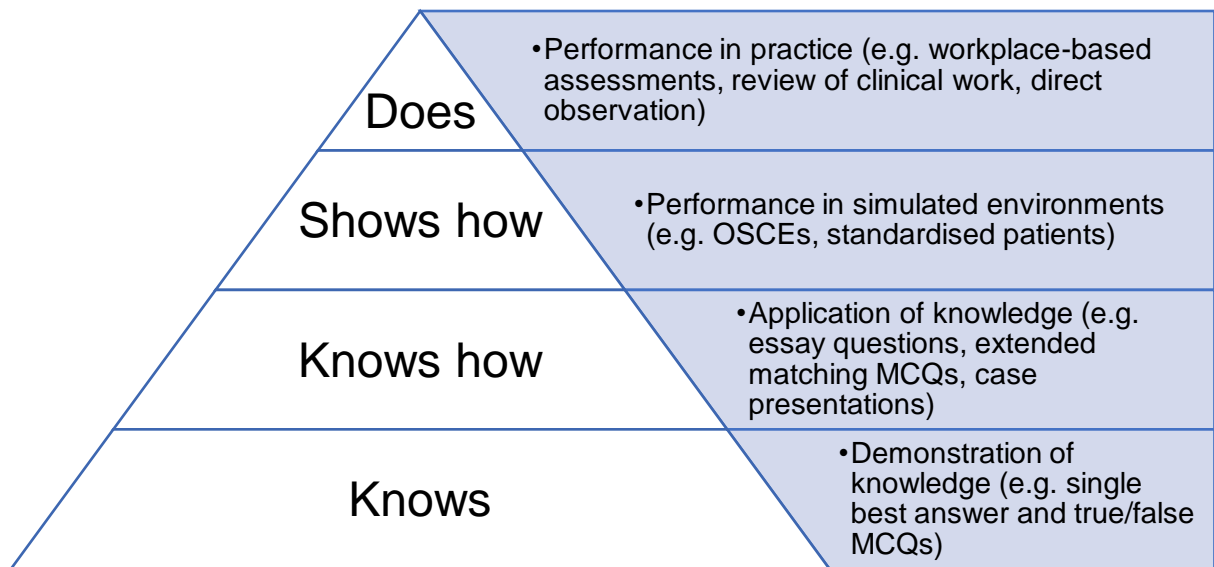 Does
•Performance in practice (e.g. workplace-based
assessments, review of clinical work, direct
observation)
Shows how
•Performance in simulated environments
(e.g. OSCEs, standardised patients)
Knows how
•Application of knowledge (e.g.
essay questions, extended
matching MCQs, case
presentations)
Knows
•Demonstration of
knowledge (e.g. single
best answer and true/false
MCQs)